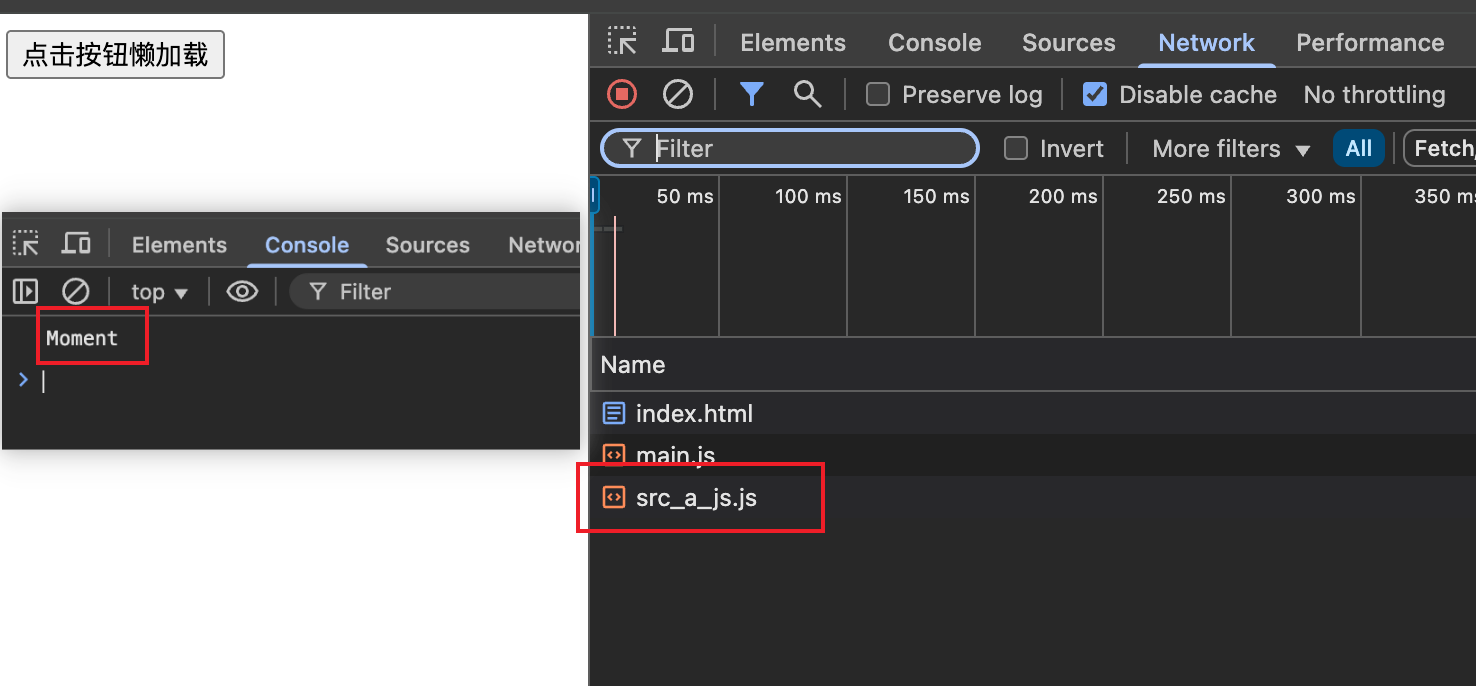 点击按钮懒加载
Elements Console Sources Network Performance
Preserve log Disable cache No throttling
Filter Invert More filters ▼ All Fetch/
50 ms 100 ms 150 ms 200 ms 250 ms 300 ms 350 ms
Elements Console Sources Networ
top ▼ Filter
Moment
>
Name
index.html
main.js
src_a_js.js